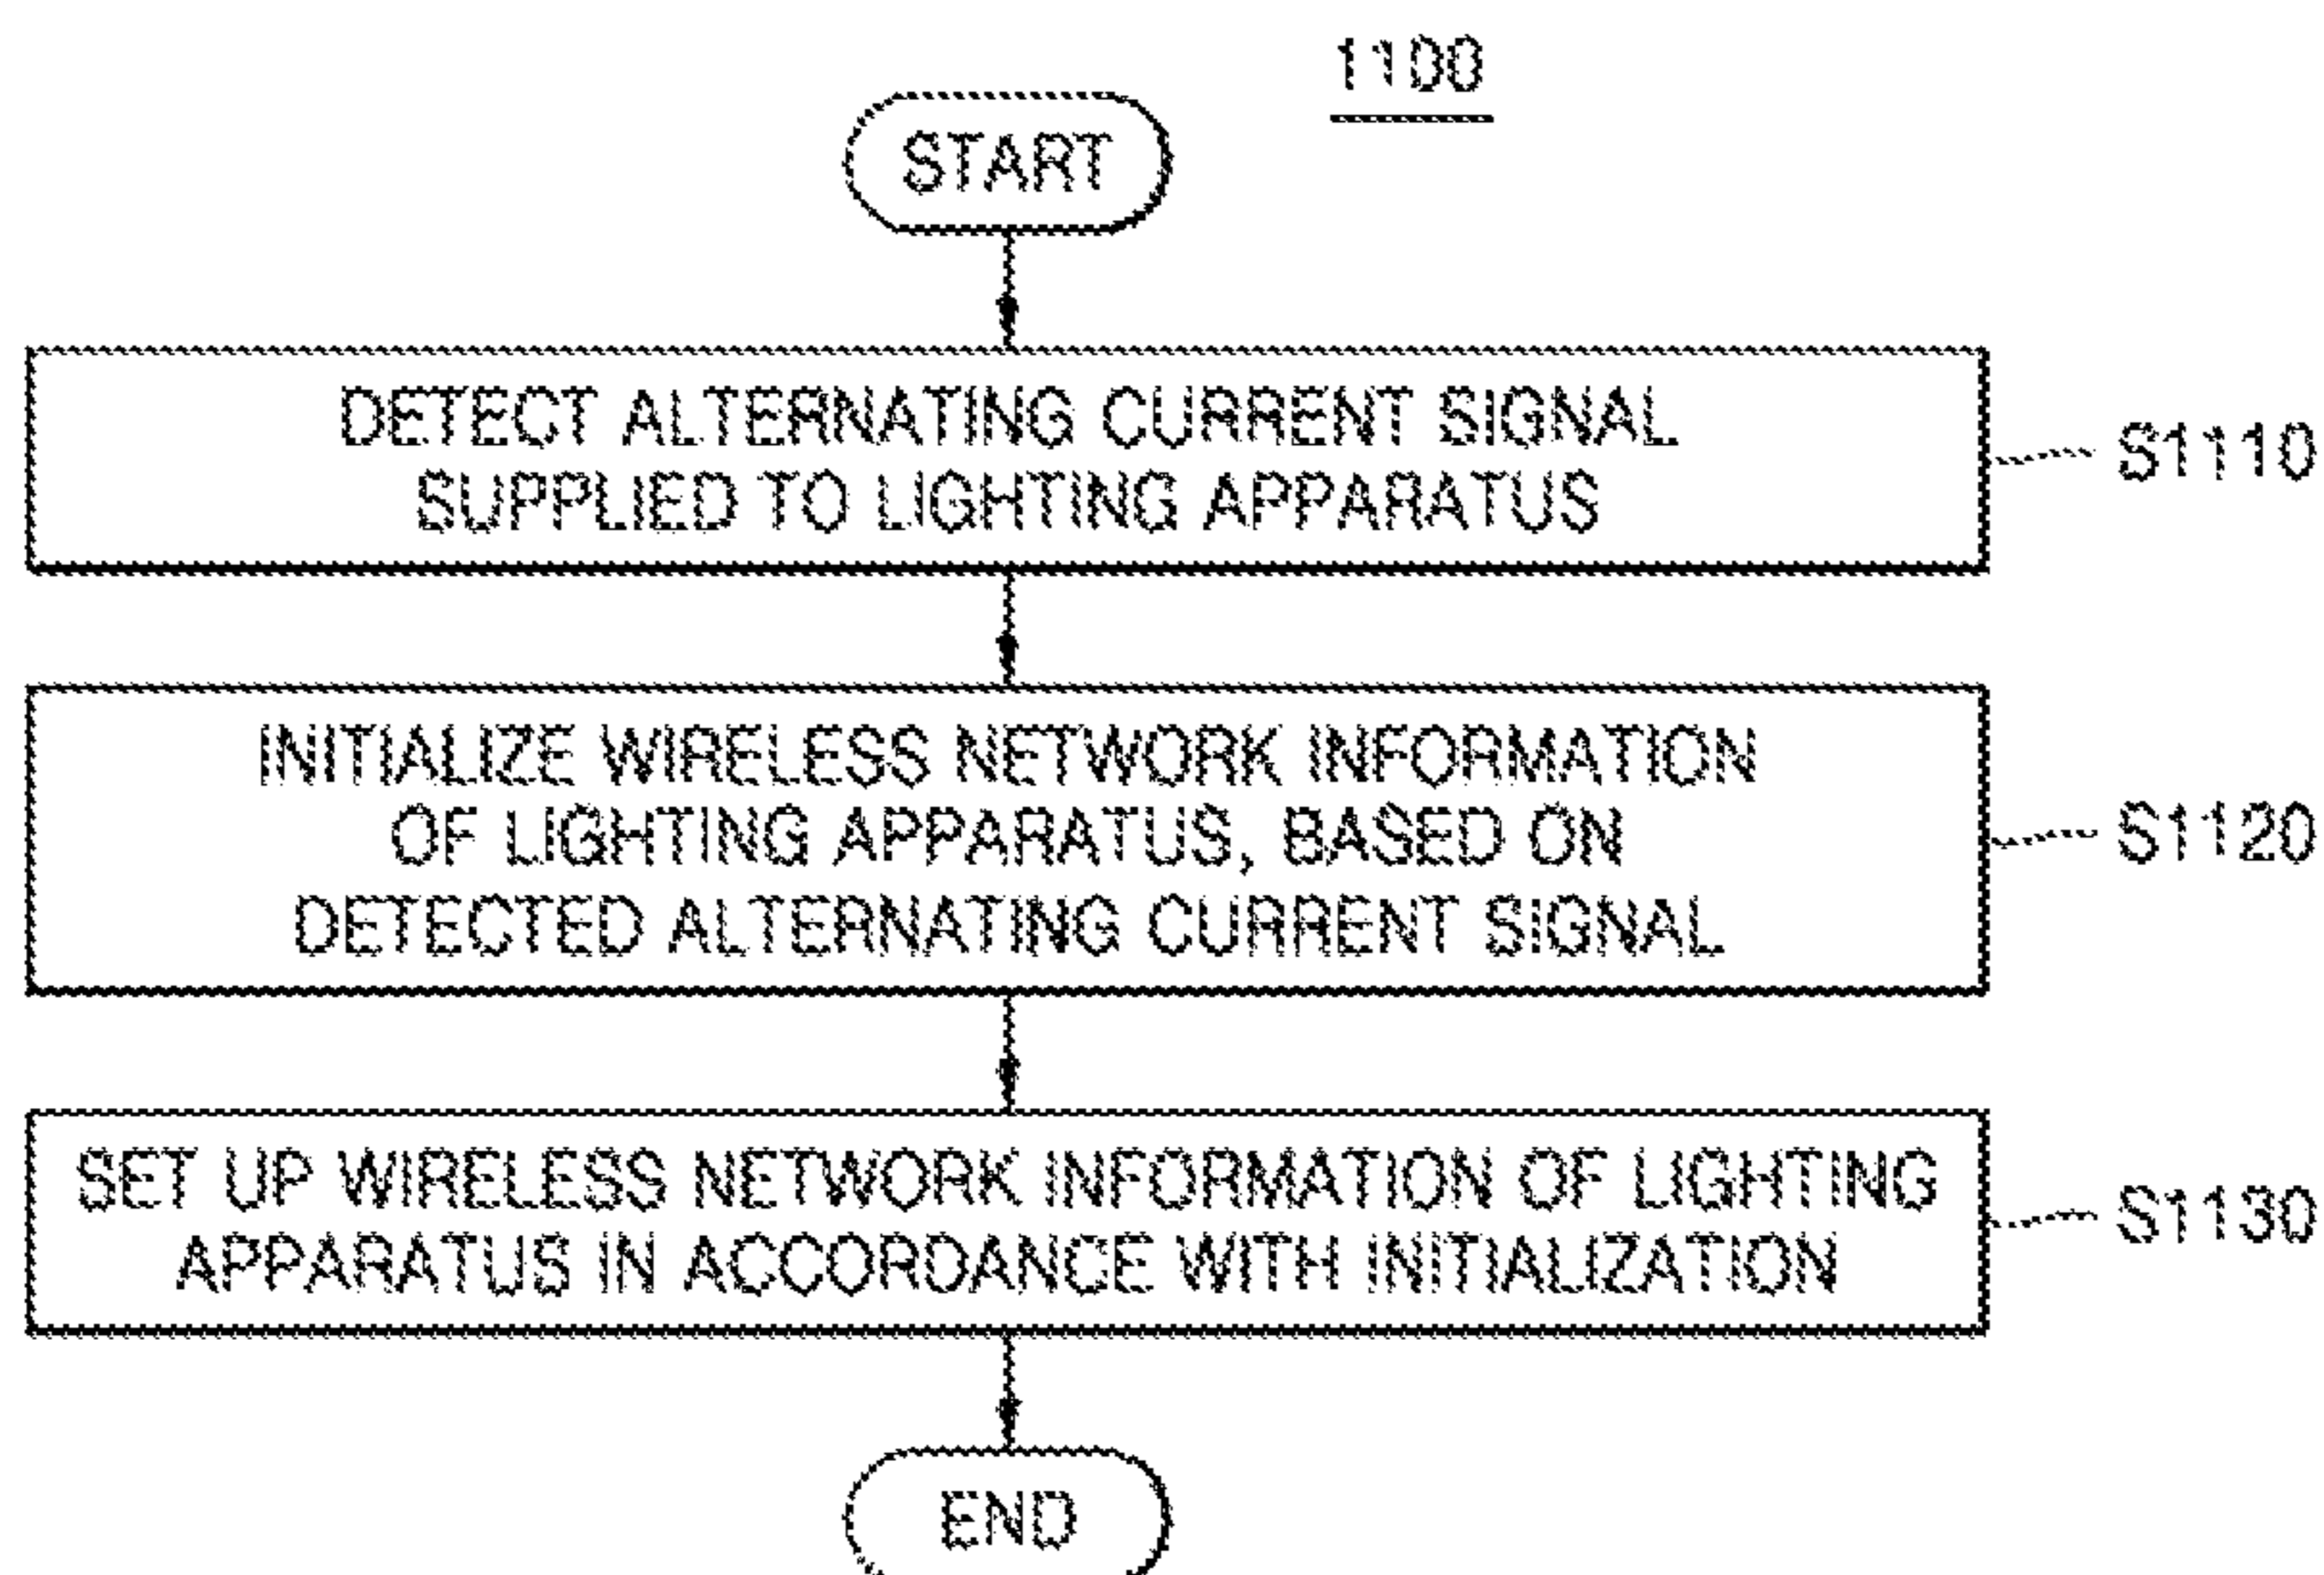 1100
START
DETECT ALTERNATING CURRENT SIGNAL
SUPPLIED TO LIGHTING APPARATUS
S1110
INITIALIZE WIRELESS NETWORK INFORMATION
OF LIGHTING APPARATUS, BASED ON
DETECTED ALTERNATING CURRENT SIGNAL
S1120
SET UP WIRELESS NETWORK INFORMATION OF LIGHTING
APPARATUS IN ACCORDANCE WITH INITIALIZATION
S1130
END